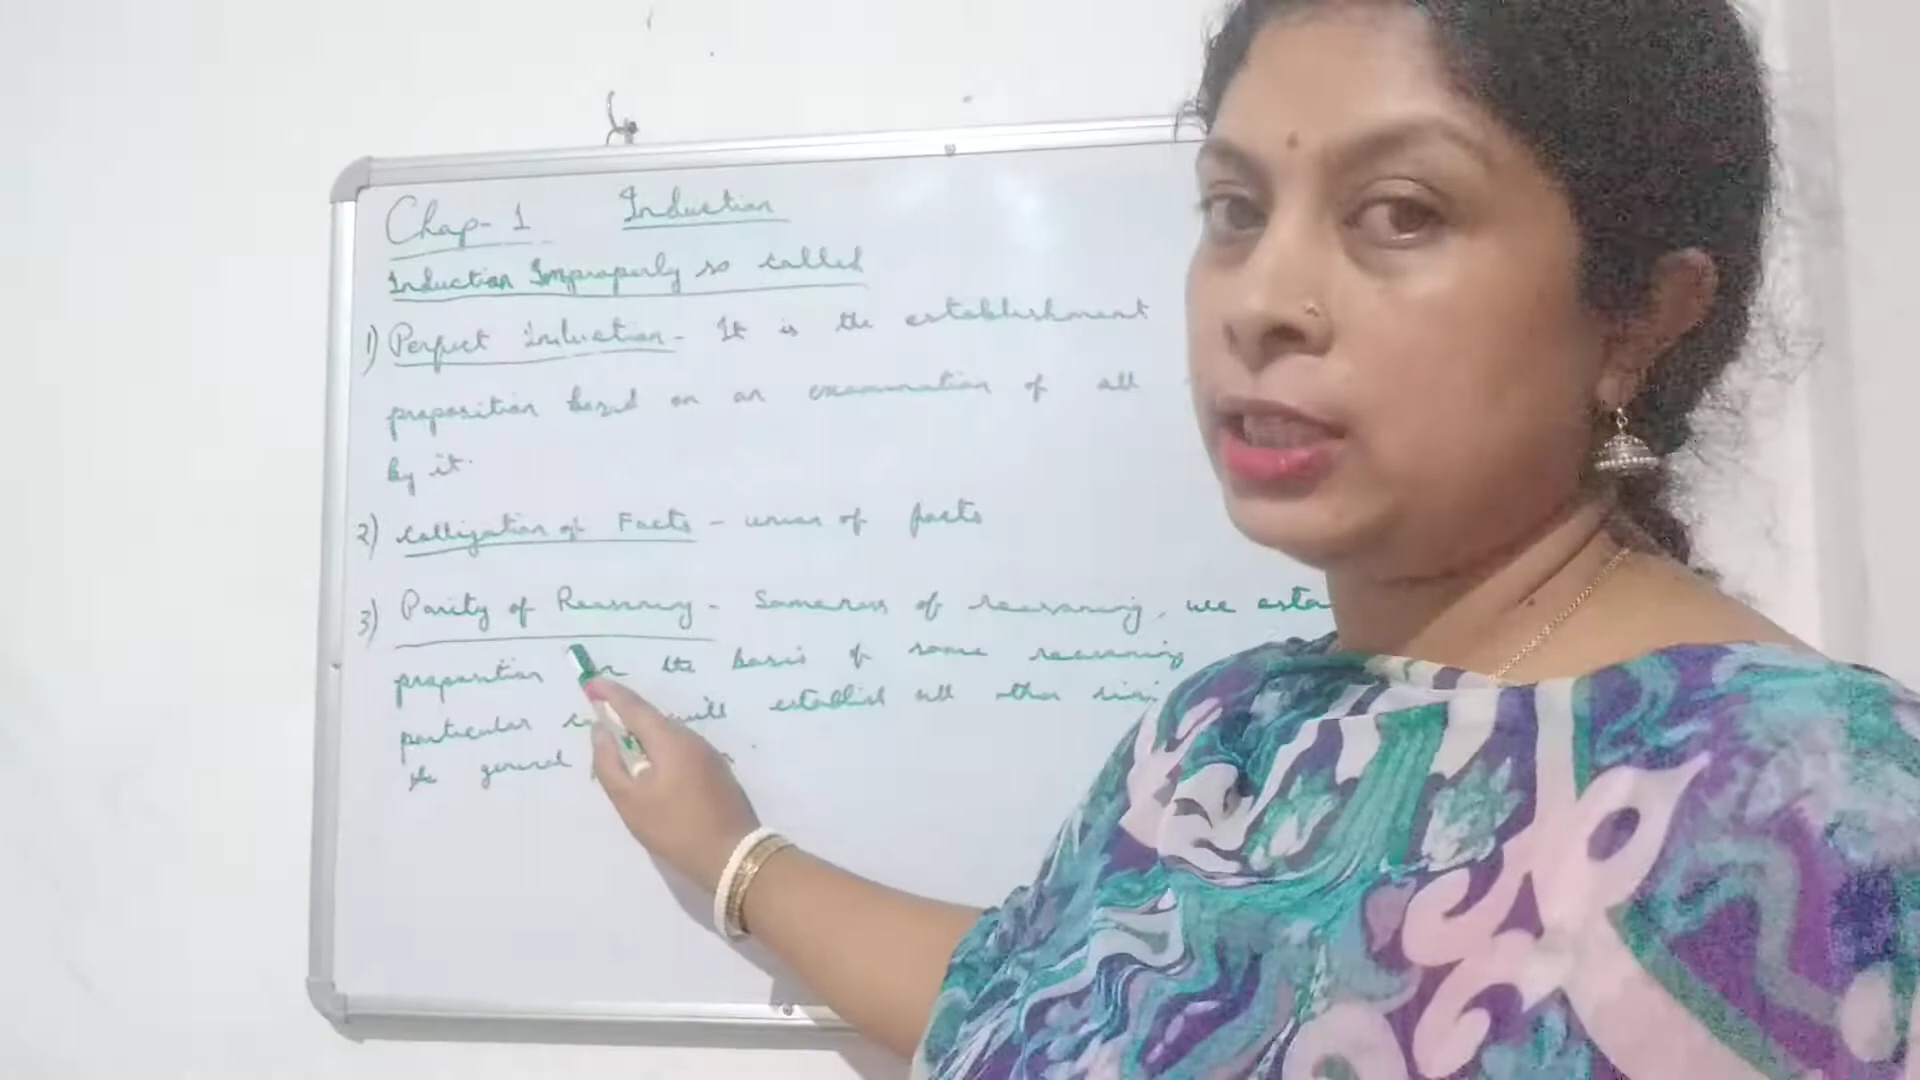 Chap-1 Induction
Induction Improperly so called
1) Perfect Induction - It is the establishment
proposition based on an examination of all
by it.
2) Colligation of Facts - union of facts
3) Parity of Reasoning - Sameness of reasoning, we esta
proposition the basis of same reasoning
particular will establish all other simi
the general